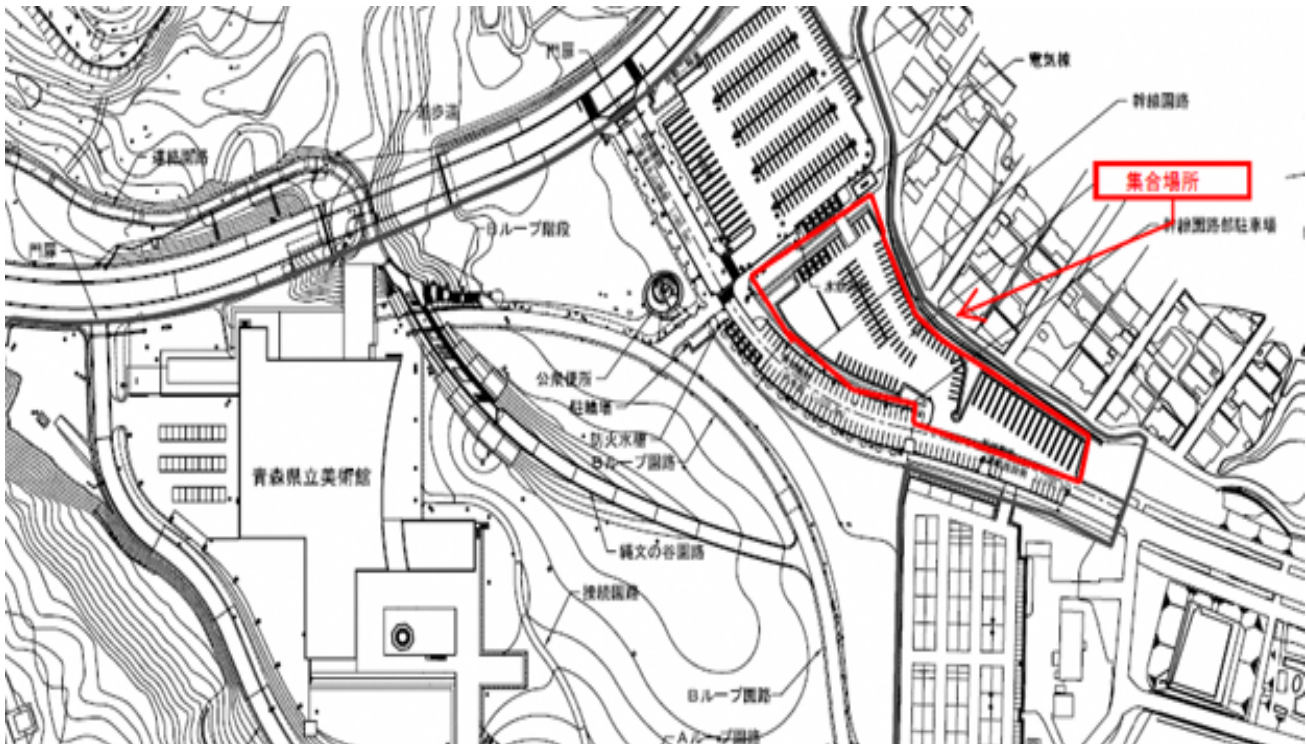 門扉
電気棟
幹線園路
遊歩道
連絡園路
集合場所
幹線園路部駐車場
Bループ階段
門扉
公衆便所
駐輪場
防火水槽
Bループ園路
青森県立美術館
縄文の谷園路
接続園路
Bループ園路
Aループ園路